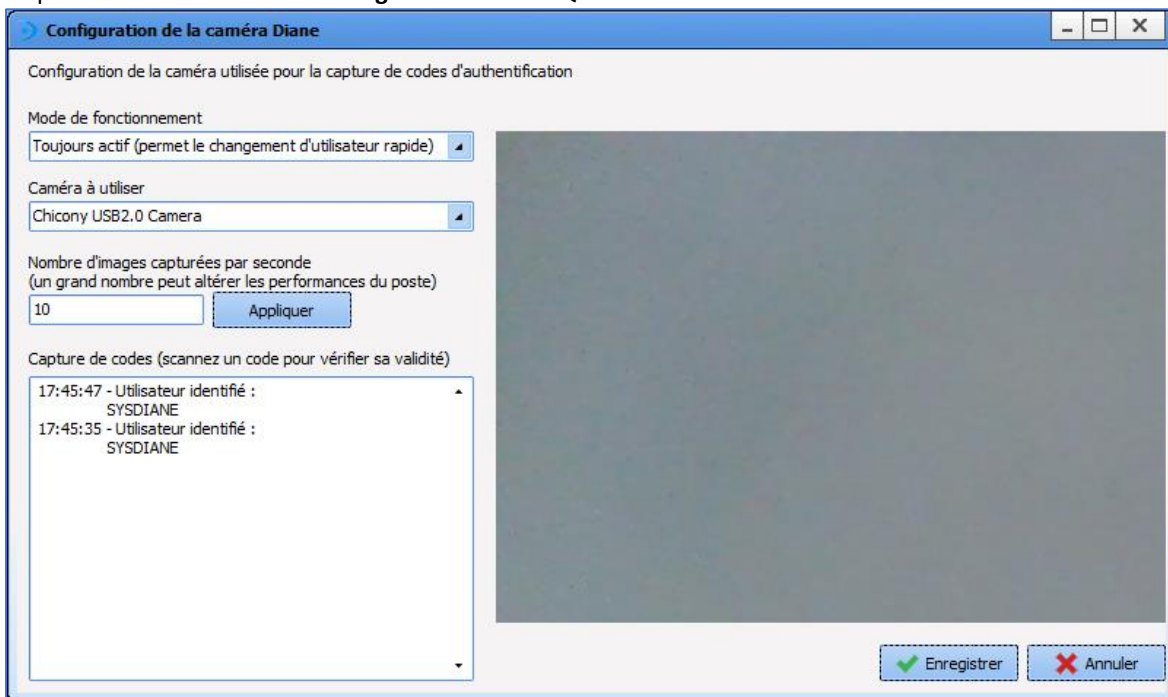 Configuration de la caméra Diane
Configuration de la caméra utilisée pour la capture de codes d'authentification
Mode de fonctionnement
Toujours actif (permet le changement d'utilisateur rapide)
Caméra à utiliser
Chicony USB2.0 Camera
Nombre d'images capturées par seconde
(un grand nombre peut altérer les performances du poste)
10
Appliquer
Capture de codes (scannez un code pour vérifier sa validité)
17:45:47 - Utilisateur identifié :
SYSDIANE
17:45:35 - Utilisateur identifié :
SYSDIANE
Enregistrer
Annuler